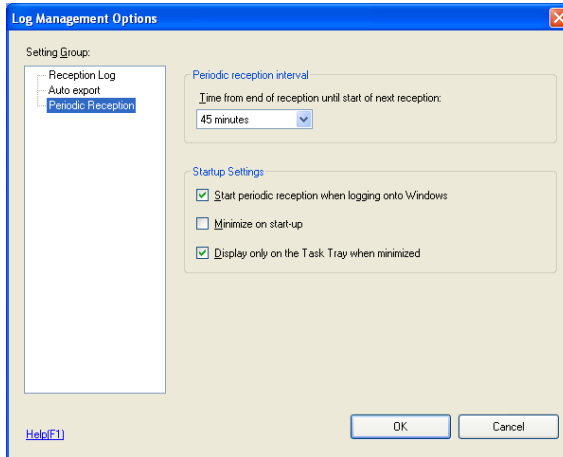 Log Management Options
Setting Group:
Reception Log
Auto export
Periodic Reception
Periodic reception interval
Time from end of reception until start of next reception:
45 minutes
Startup Settings
Start periodic reception when logging onto Windows
Minimize on start-up
Display only on the Task Tray when minimized
Help(F1)
OK
Cancel